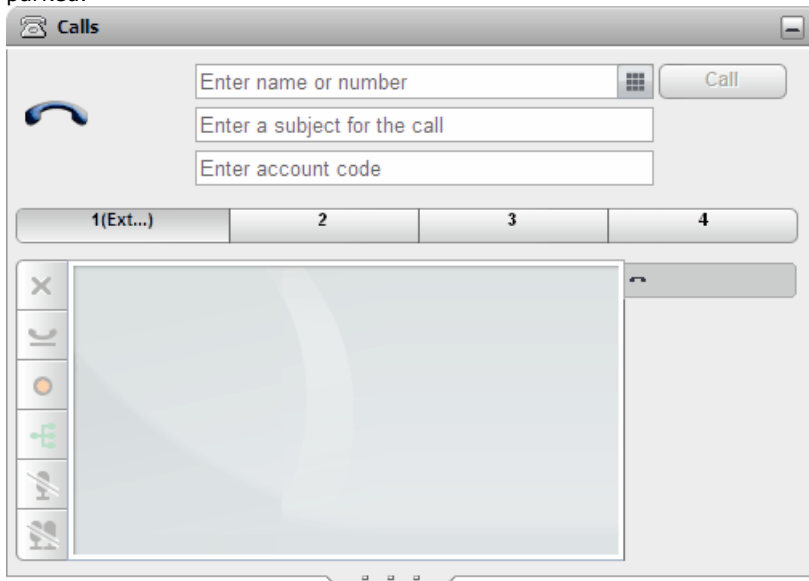 parked.
Calls
Enter name or number
Call
Enter a subject for the call
Enter account code
1(Ext...) 2 3 4